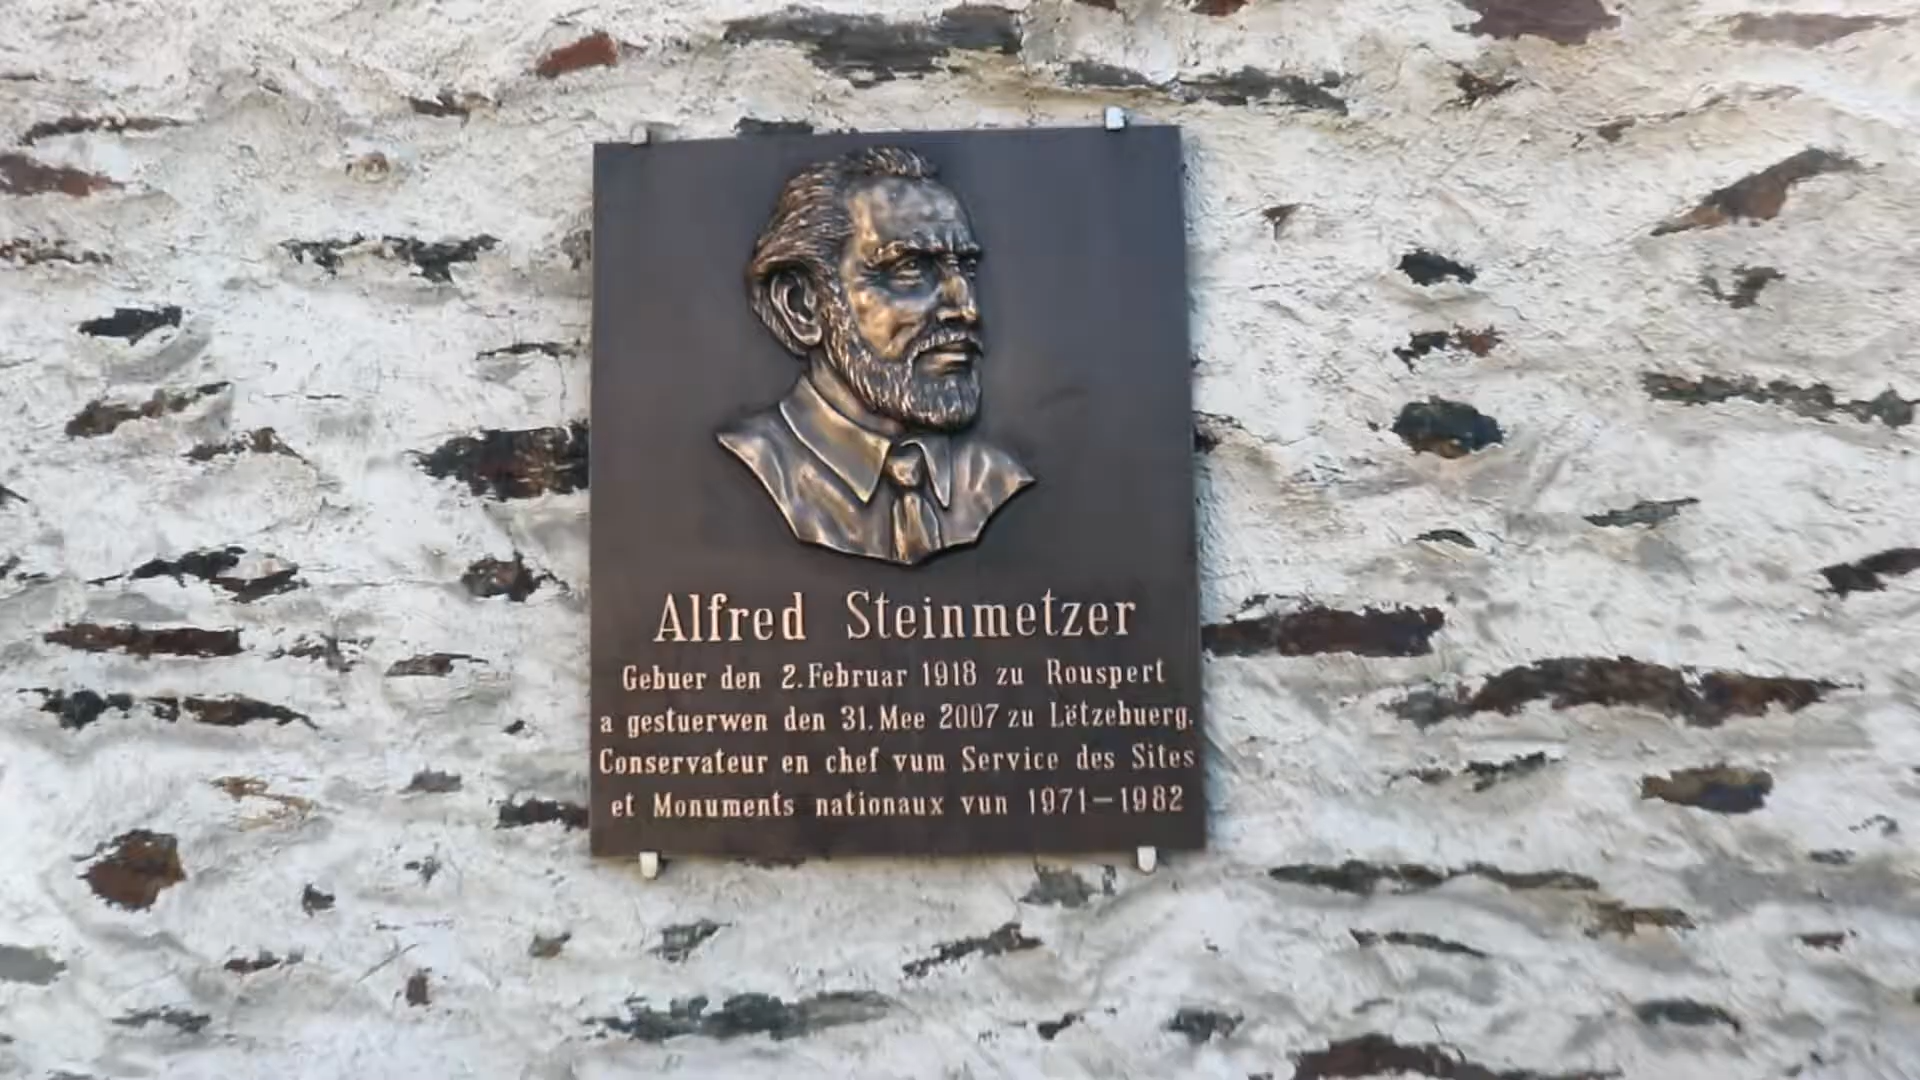 Alfred Steinmetzer
Gebuer den 2. Februar 1918 zu Rouspert
a gestuerwen den 31. Mee 2007 zu Lëtzebuerg.
Conservateur en chef vum Service des Sites
et Monuments nationaux vun 1971–1982